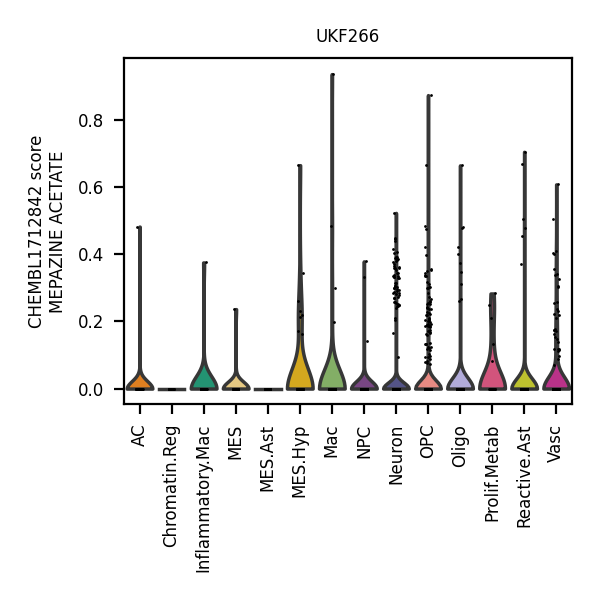 UKF266
CHEMBL1712842 score
MEPAZINE ACETATE
0.8
0.6
0.4
0.2
0.0
AC
Chromatin.Reg
Inflammatory.Mac
MES
MES.Ast
MES.Hyp
Mac
NPC
Neuron
OPC
Oligo
Prolif.Metab
Reactive.Ast
Vasc